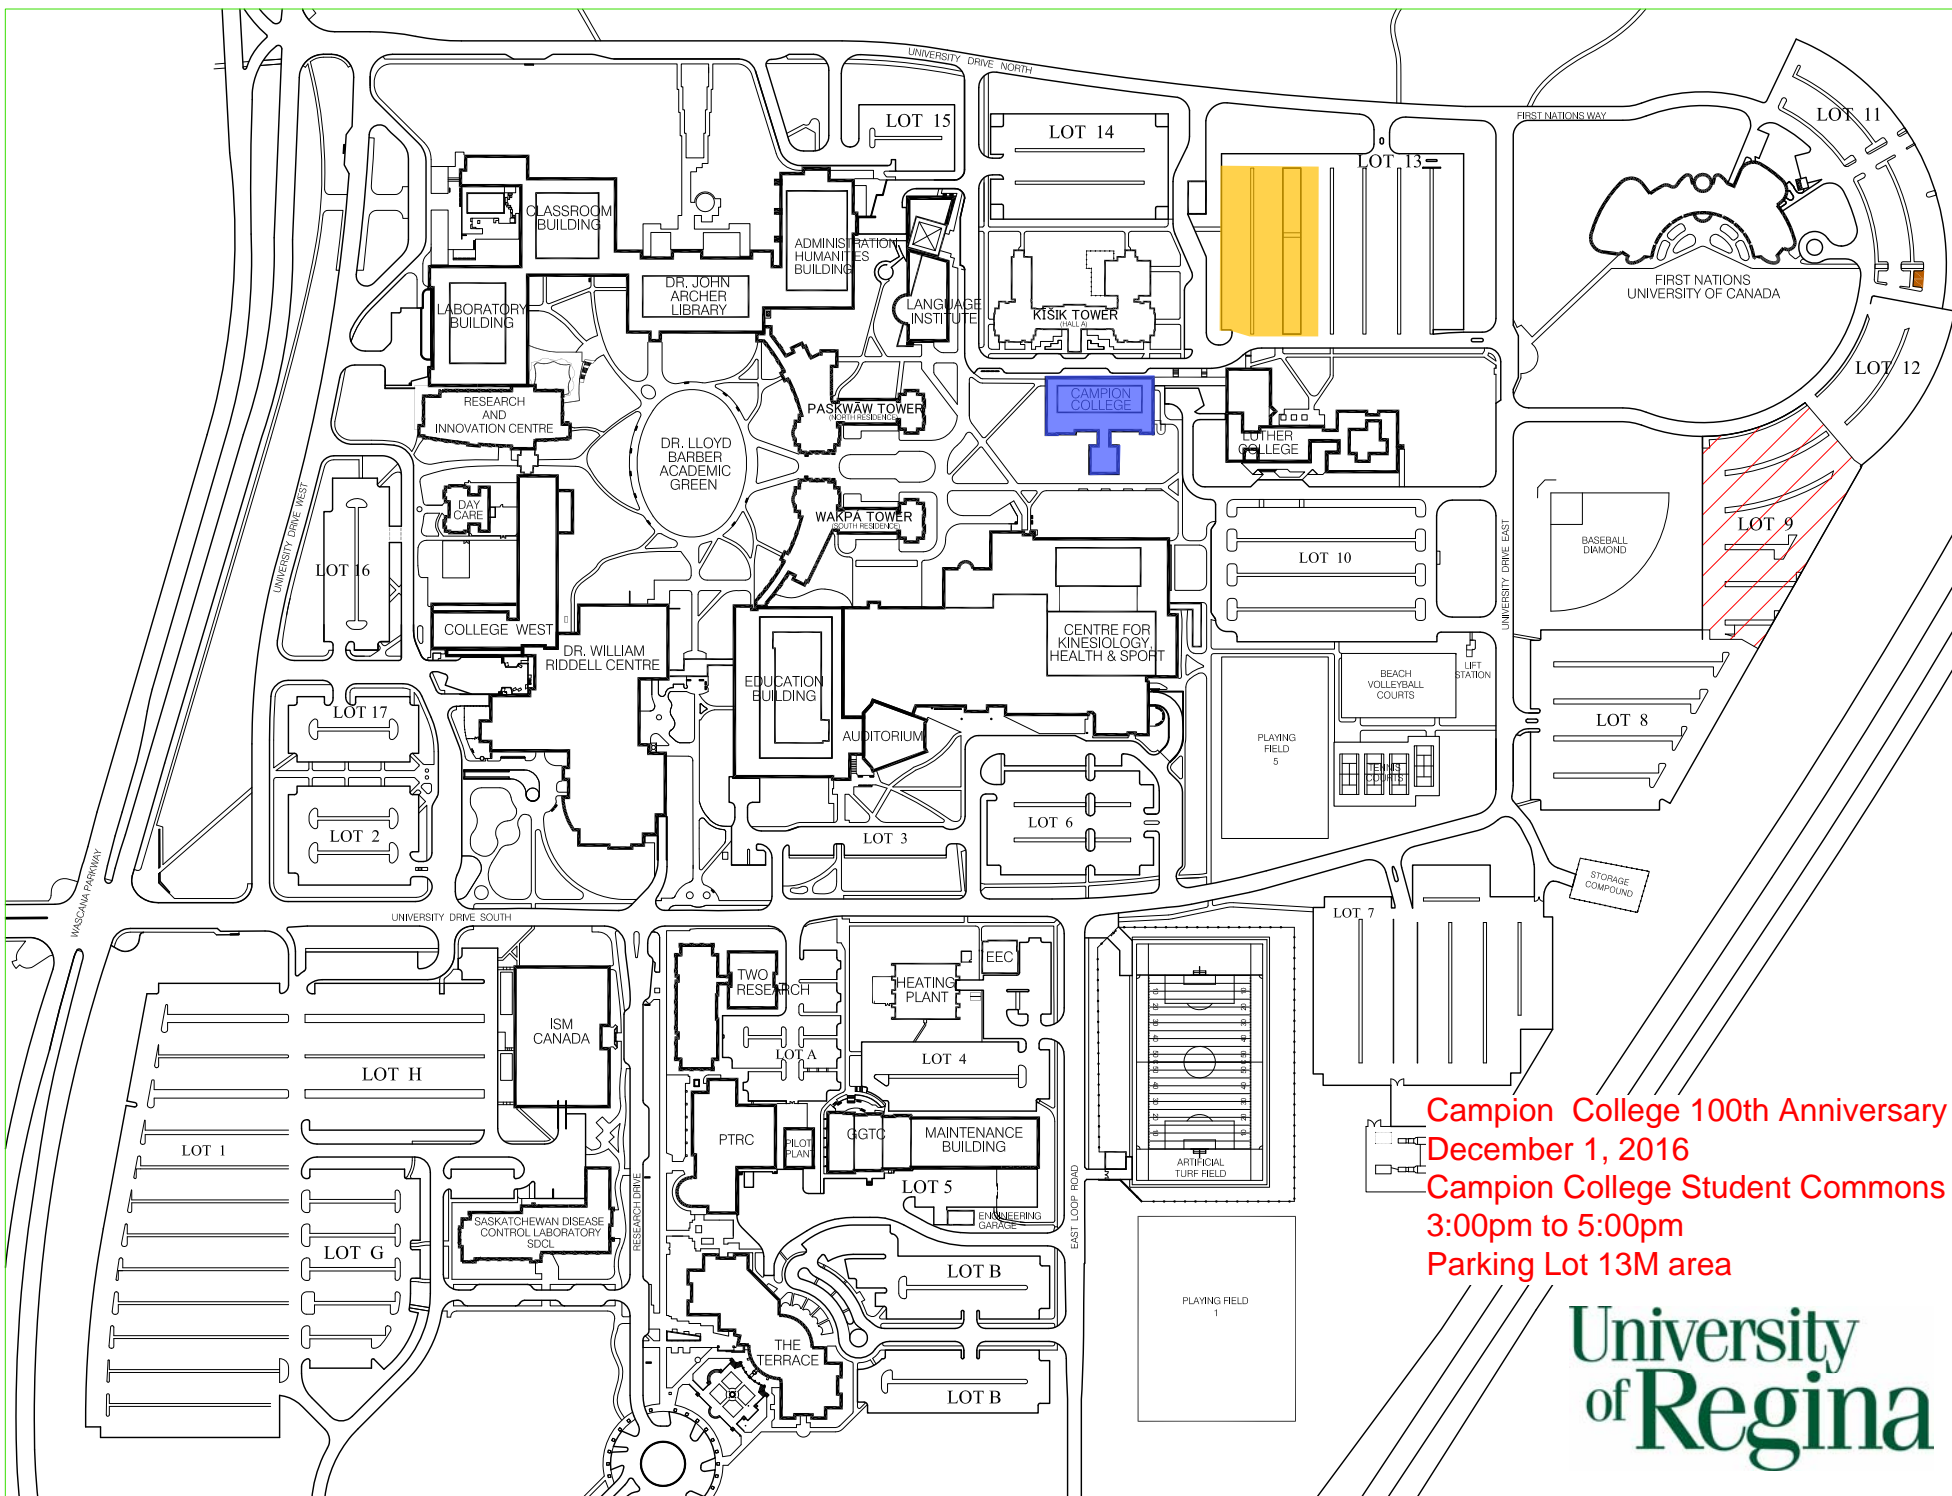 UNIVERSITY DRIVE NORTH
FIRST NATIONS WAY
LOT 11
LOT 15
LOT 14
LOT 13
CLASSROOM
BUILDING
ADMINISTRATION
HUMANITIES
BUILDING
DR. JOHN
ARCHER
LIBRARY
LABORATORY
BUILDING
LANGUAGE
INSTITUTE
KĪŠIK TOWER
(HALL A)
FIRST NATIONS
UNIVERSITY OF CANADA
LOT 12
RESEARCH
AND
INNOVATION CENTRE
PASKWĀW TOWER
(NORTH RESIDENCE)
CAMPION
COLLEGE
LUTHER
COLLEGE
DR. LLOYD
BARBER
ACADEMIC
GREEN
DAY
CARE
WAKPÁ TOWER
(SOUTH RESIDENCE)
UNIVERSITY DRIVE WEST
LOT 16
LOT 10
UNIVERSITY DRIVE EAST
BASEBALL
DIAMOND
LOT 9
COLLEGE WEST
DR. WILLIAM
RIDDELL CENTRE
CENTRE FOR
KINESIOLOGY,
HEALTH & SPORT
EDUCATION
BUILDING
AUDITORIUM
BEACH
VOLLEYBALL
COURTS
LIFT
STATION
LOT 17
LOT 8
PLAYING
FIELD
5
TENNIS
COURTS
LOT 2
LOT 3
LOT 6
WASCANA PARKWAY
STORAGE
COMPOUND
UNIVERSITY DRIVE SOUTH
LOT 7
TWO
RESEARCH
HEATING
PLANT
EEC
ISM
CANADA
LOT A
LOT 4
LOT H
LOT 1
PTRC
PILOT
PLANT
GGTC
MAINTENANCE
BUILDING
ARTIFICIAL
TURF FIELD
LOT 5
ENGINEERING
GARAGE
EAST LOOP ROAD
RESEARCH DRIVE
SASKATCHEWAN DISEASE
CONTROL LABORATORY
SDCL
LOT G
LOT B
THE
TERRACE
LOT B
PLAYING FIELD
1
Campion College 100th Anniversary
December 1, 2016
Campion College Student Commons
3:00pm to 5:00pm
Parking Lot 13M area
University
of Regina